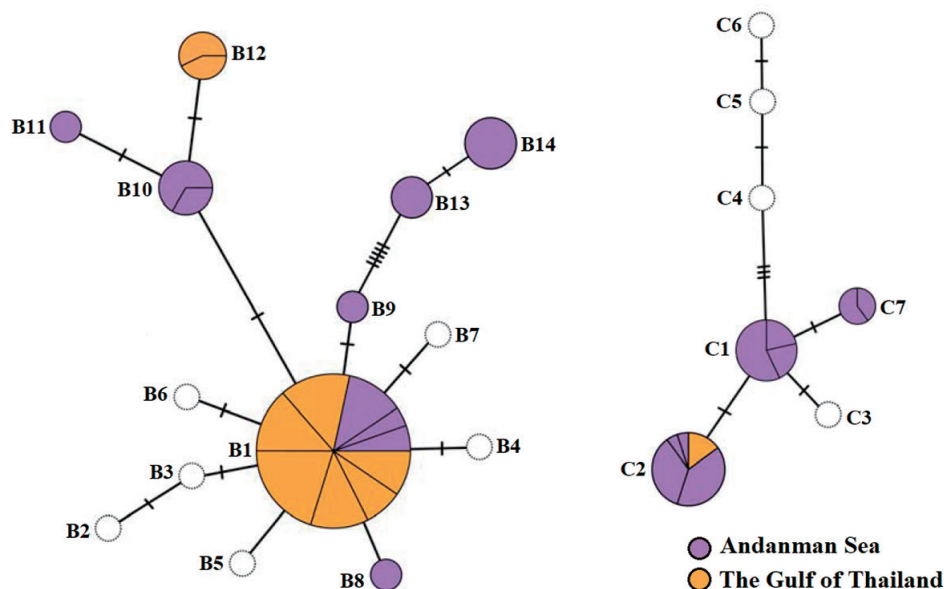 C6
B12
C5
B11
B14
B10
B13
C4
B9
C7
B7
C1
B6
C3
B1
B4
B3
C2
B2
B5
B8
Andanman Sea
The Gulf of Thailand